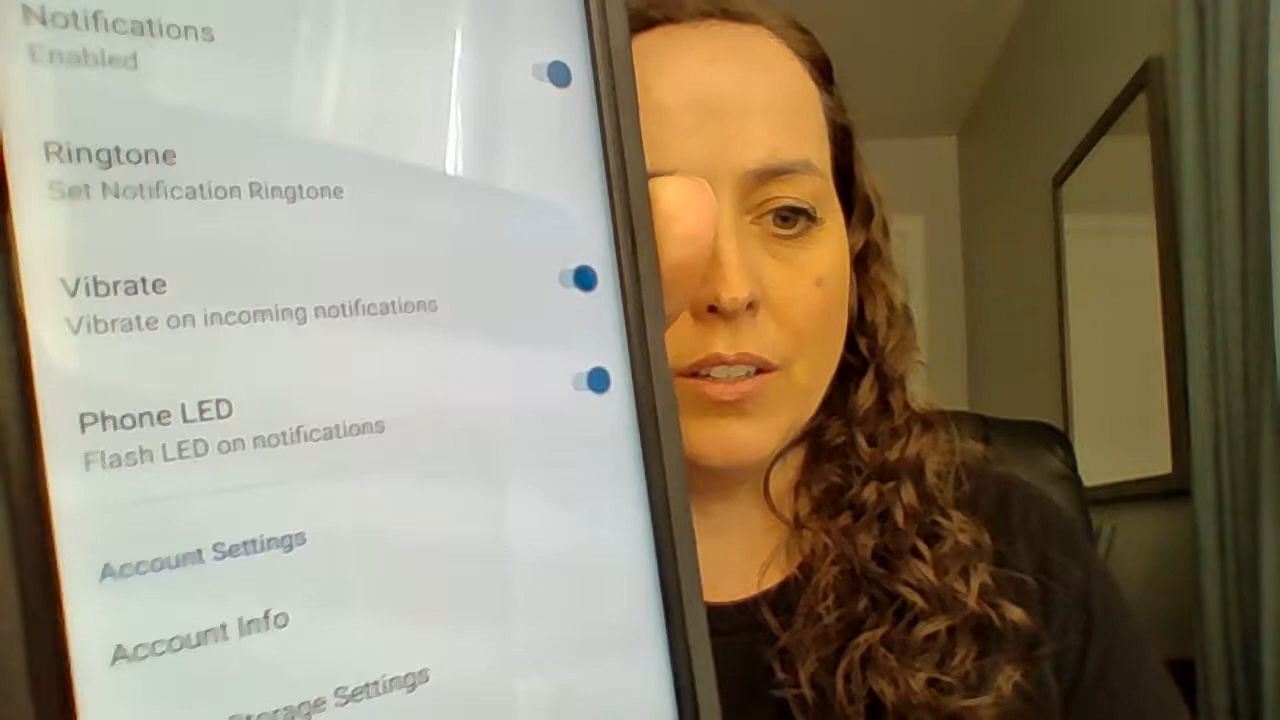 Notifications
Enabled
Ringtone
Set Notification Ringtone
Vibrate
Vibrate on incoming notifications
Phone LED
Flash LED on notifications
Account Settings
Account Info
Storage Settings